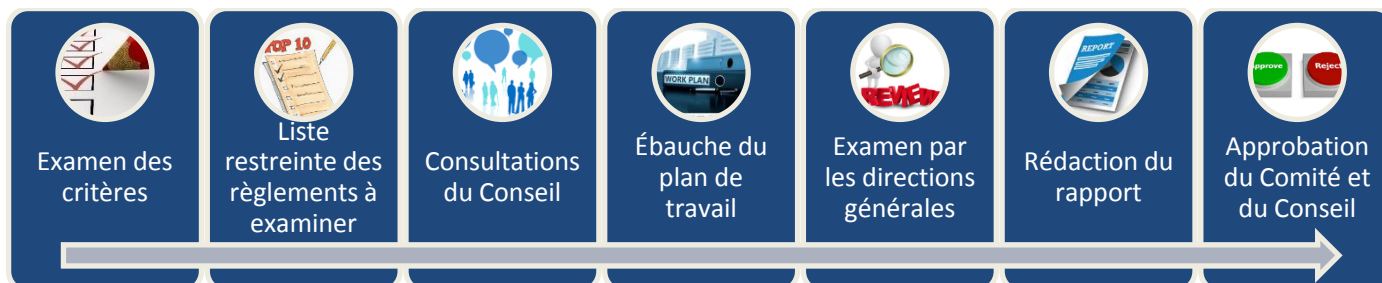 Examen des
critères
TOP 10
Liste
restreinte des
règlements à
examiner
Consultations
du Conseil
WORK PLAN
Ébauche du
plan de
travail
REVIEW
Examen par
les directions
générales
REPORT
Rédaction du
rapport
Approve
Reject
Approbation
du Comité et
du Conseil